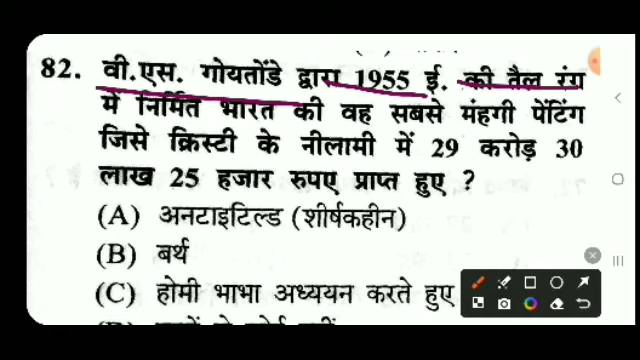 82. वी.एस. गोयतोंडे द्वारा 1955 ई. की तैल रंग
में निर्मित भारत की वह सबसे मंहगी पेंटिंग
जिसे क्रिस्टी के नीलामी में 29 करोड़ 30
लाख 25 हजार रुपए प्राप्त हुए ?
(A) अनटाइटिल्ड (शीर्षकहीन)
(B) बर्थ
(C) होमी भाभा अध्ययन करते हुए